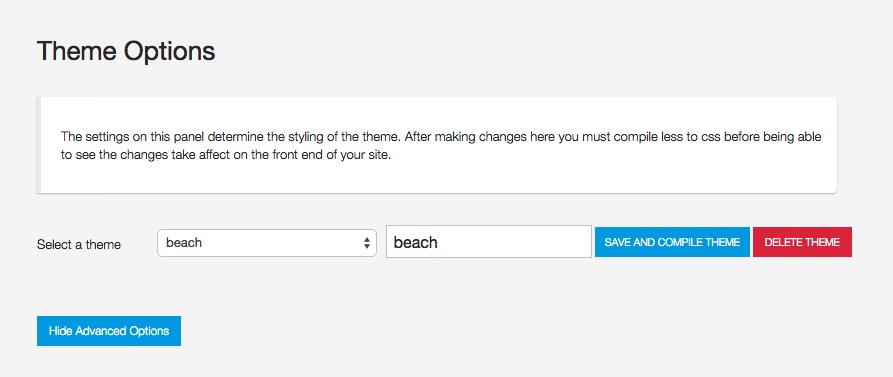 Theme Options
The settings on this panel determine the styling of the theme. After making changes here you must compile less to css before being able
to see the changes take affect on the front end of your site.
Select a theme beach beach SAVE AND COMPILE THEME DELETE THEME
Hide Advanced Options